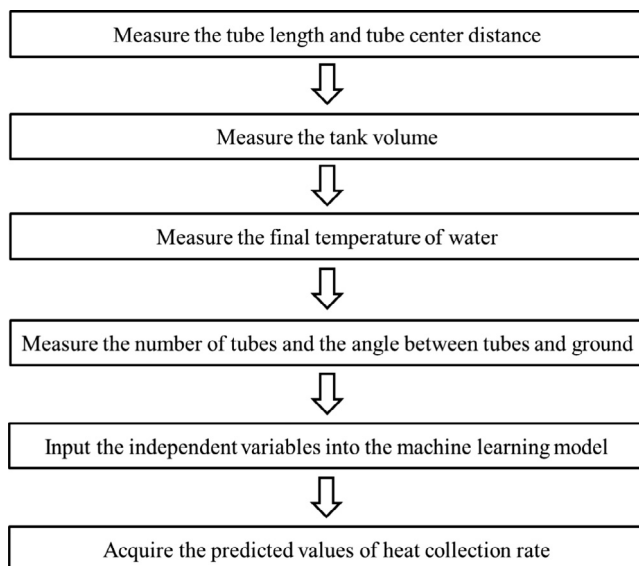 Measure the tube length and tube center distance
Measure the tank volume
Measure the final temperature of water
Measure the number of tubes and the angle between tubes and ground
Input the independent variables into the machine learning model
Acquire the predicted values of heat collection rate